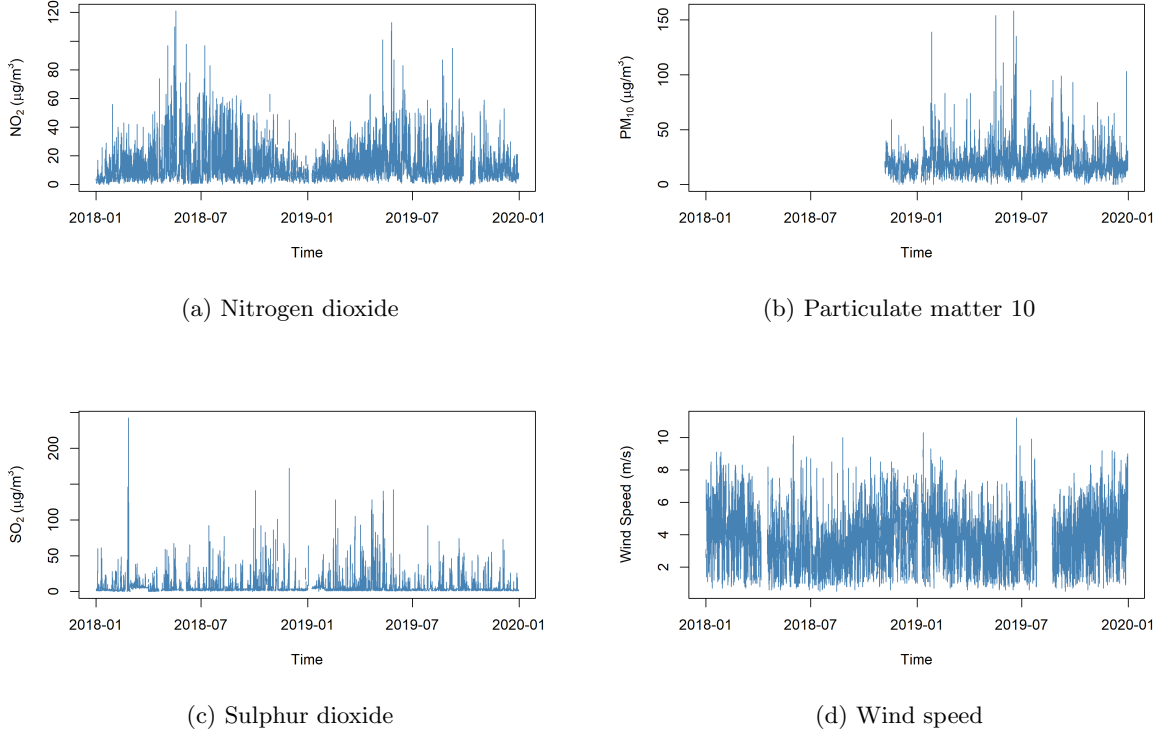 NO2 (μg/m3)
0 20 40 60 80 120
2018-01 2018-07 2019-01 2019-07 2020-01
Time
(a) Nitrogen dioxide
PM10 (μg/m3)
0 50 100 150
2018-01 2018-07 2019-01 2019-07 2020-01
Time
(b) Particulate matter 10
SO2 (μg/m3)
0 50 100 200
2018-01 2018-07 2019-01 2019-07 2020-01
Time
(c) Sulphur dioxide
Wind Speed (m/s)
2 4 6 8 10
2018-01 2018-07 2019-01 2019-07 2020-01
Time
(d) Wind speed